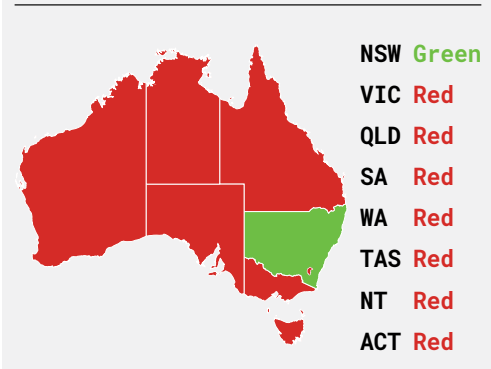 NSW Green
VIC Red
QLD Red
SA Red
WA Red
TAS Red
NT Red
ACT Red